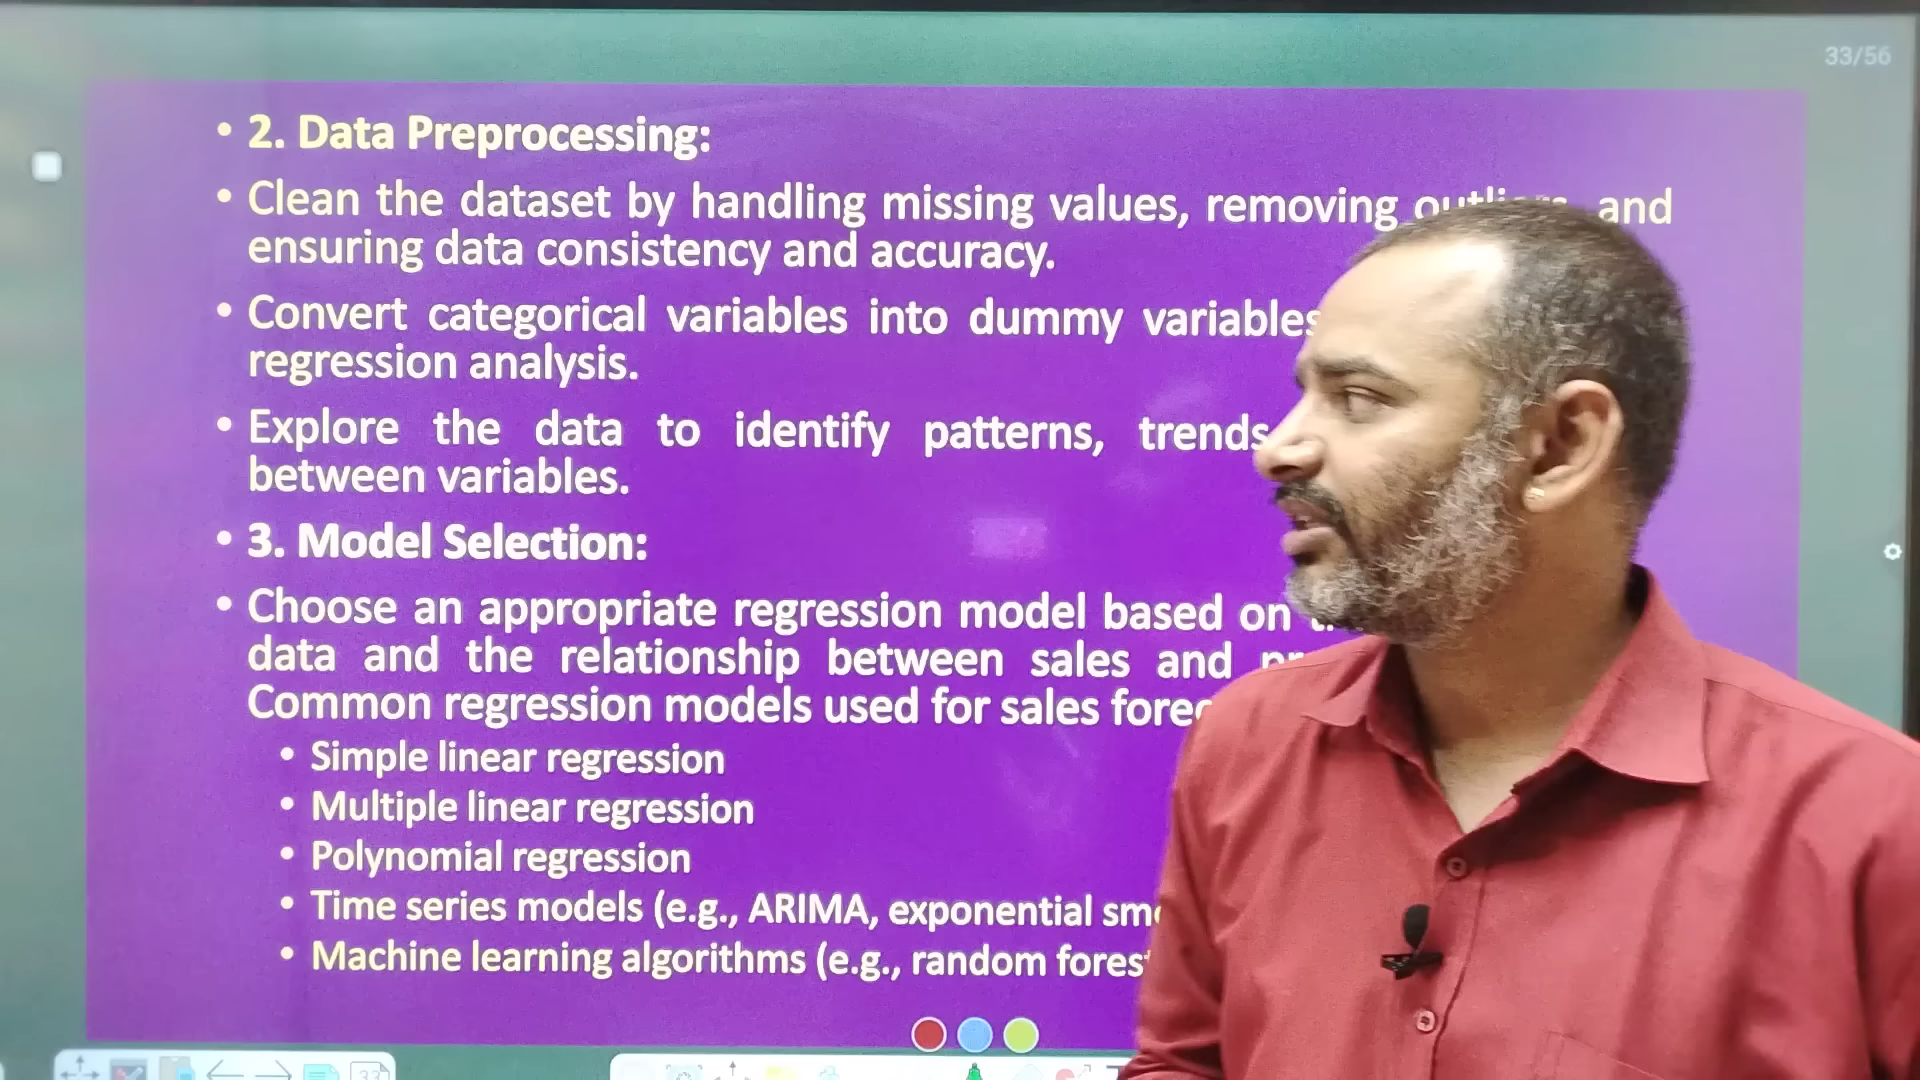 33/56
• 2. Data Preprocessing:
• Clean the dataset by handling missing values, removing outliers, and
ensuring data consistency and accuracy.
• Convert categorical variables into dummy variables
regression analysis.
• Explore the data to identify patterns, trends
between variables.
• 3. Model Selection:
• Choose an appropriate regression model based on
data and the relationship between sales and
Common regression models used for sales
• Simple linear regression
• Multiple linear regression
• Polynomial regression
• Time series models (e.g., ARIMA, exponential
• Machine learning algorithms (e.g., random
33